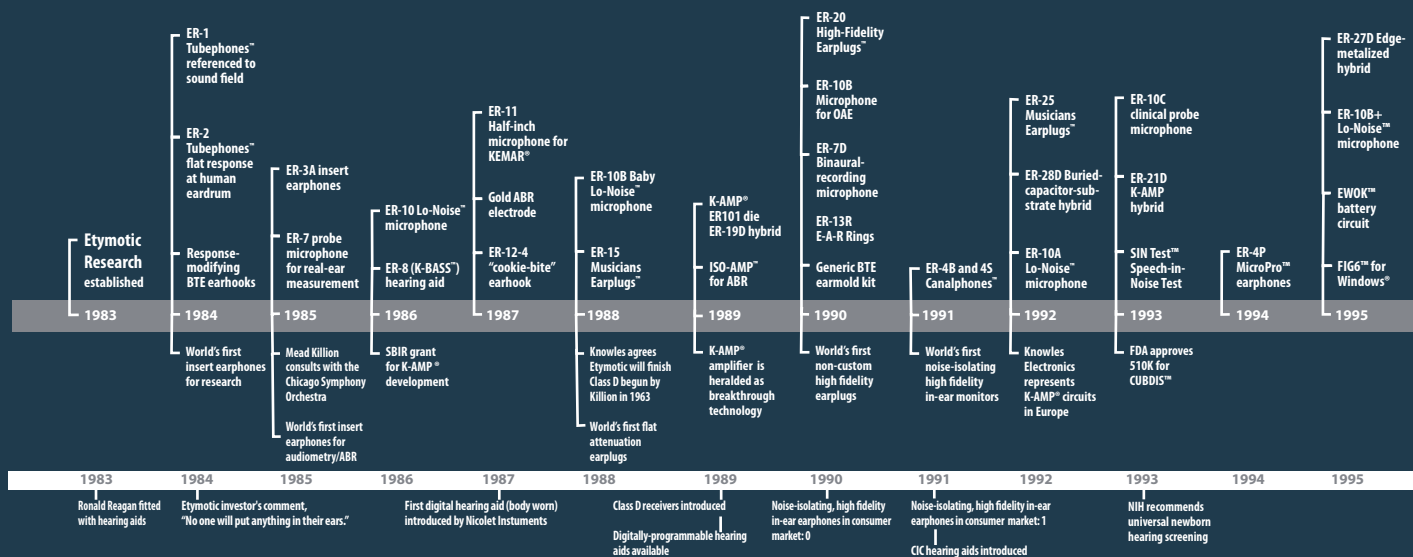 Etymotic
Research
established
ER-1
Tubephones™
referenced to
sound field
ER-2
Tubephones™
flat response
at human
eardrum
Response-
modifying
BTE earhooks
ER-3A insert
earphones
ER-7 probe
microphone
for real-ear
measurement
ER-10 Lo-Noise™
microphone
ER-8 (K-BASS™)
hearing aid
ER-11
Half-inch
microphone for
KEMAR®
Gold ABR
electrode
ER-12-4
“cookie-bite”
earhook
ER-10B Baby
Lo-Noise™
microphone
ER-15
Musicians
Earplugs™
K-AMP®
ER101 die
ER-19D hybrid
ISO-AMP™
for ABR
ER-20
High-Fidelity
Earplugs™
ER-10B
Microphone
for OAE
ER-7D
Binaural-
recording
microphone
ER-13R
E-A-R Rings
Generic BTE
earmold kit
ER-4B and 4S
Canalphones™
ER-25
Musicians
Earplugs™
ER-28D Buried-
capacitor-sub-
strate hybrid
ER-10A
Lo-Noise™
microphone
ER-10C
clinical probe
microphone
ER-21D
K-AMP
hybrid
SIN Test™
Speech-in-
Noise Test
ER-4P
MicroPro™
earphones
ER-27D Edge-
metalized
hybrid
ER-10B+
Lo-Noise™
microphone
EWOK™
battery
circuit
FIG6™ for
Windows®
1983 1984 1985 1986 1987 1988 1989 1990 1991 1992 1993 1994 1995
World’s first
insert earphones
for research
Mead Killion
consults with the
Chicago Symphony
Orchestra
World’s first insert
earphones for
audiometry/ABR
SBIR grant
for K-AMP ®
development
Knowles agrees
Etymotic will finish
Class D begun by
Killion in 1963
World’s first flat
attenuation
earplugs
K-AMP®
amplifier is
heralded as
breakthrough
technology
World’s first
non-custom
high fidelity
earplugs
World’s first
noise-isolating
high fidelity
in-ear monitors
Knowles
Electronics
represents
K-AMP® circuits
in Europe
FDA approves
510K for
CUBDIS™
1983 1984 1985 1986 1987 1988 1989 1990 1991 1992 1993 1994 1995
Ronald Reagan fitted
with hearing aids
Etymotic investor's comment,
“No one will put anything in their ears.”
First digital hearing aid (body worn)
introduced by Nicolet Instuments
Class D receivers introduced
Digitally-programmable hearing
aids available
Noise-isolating, high fidelity
in-ear earphones in consumer
market: 0
Noise-isolating, high fidelity in-ear
earphones in consumer market: 1
CIC hearing aids introduced
NIH recommends
universal newborn
hearing screening